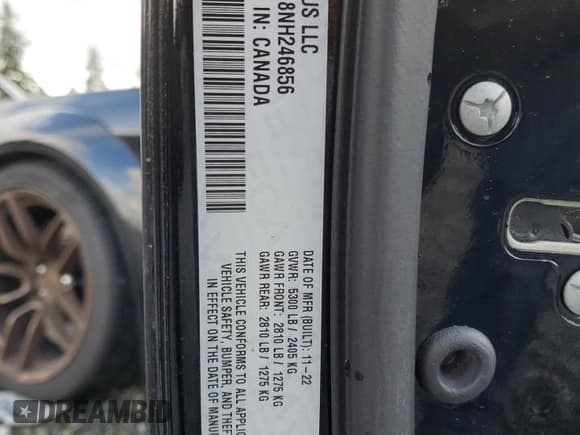 US LLC
8NH246856
IN: CANADA
DATE OF MFR (BUILT): 11-22
GVWR: 5300 LB / 2405 KG
GAWR FRONT: 2810 LB / 1275 KG
GAWR REAR: 2810 LB / 1275 KG
THIS VEHICLE CONFORMS TO ALL APPLIC
VEHICLE SAFETY, BUMPER, AND THEF
IN EFFECT ON THE DATE OF MANUF
DREAMBID